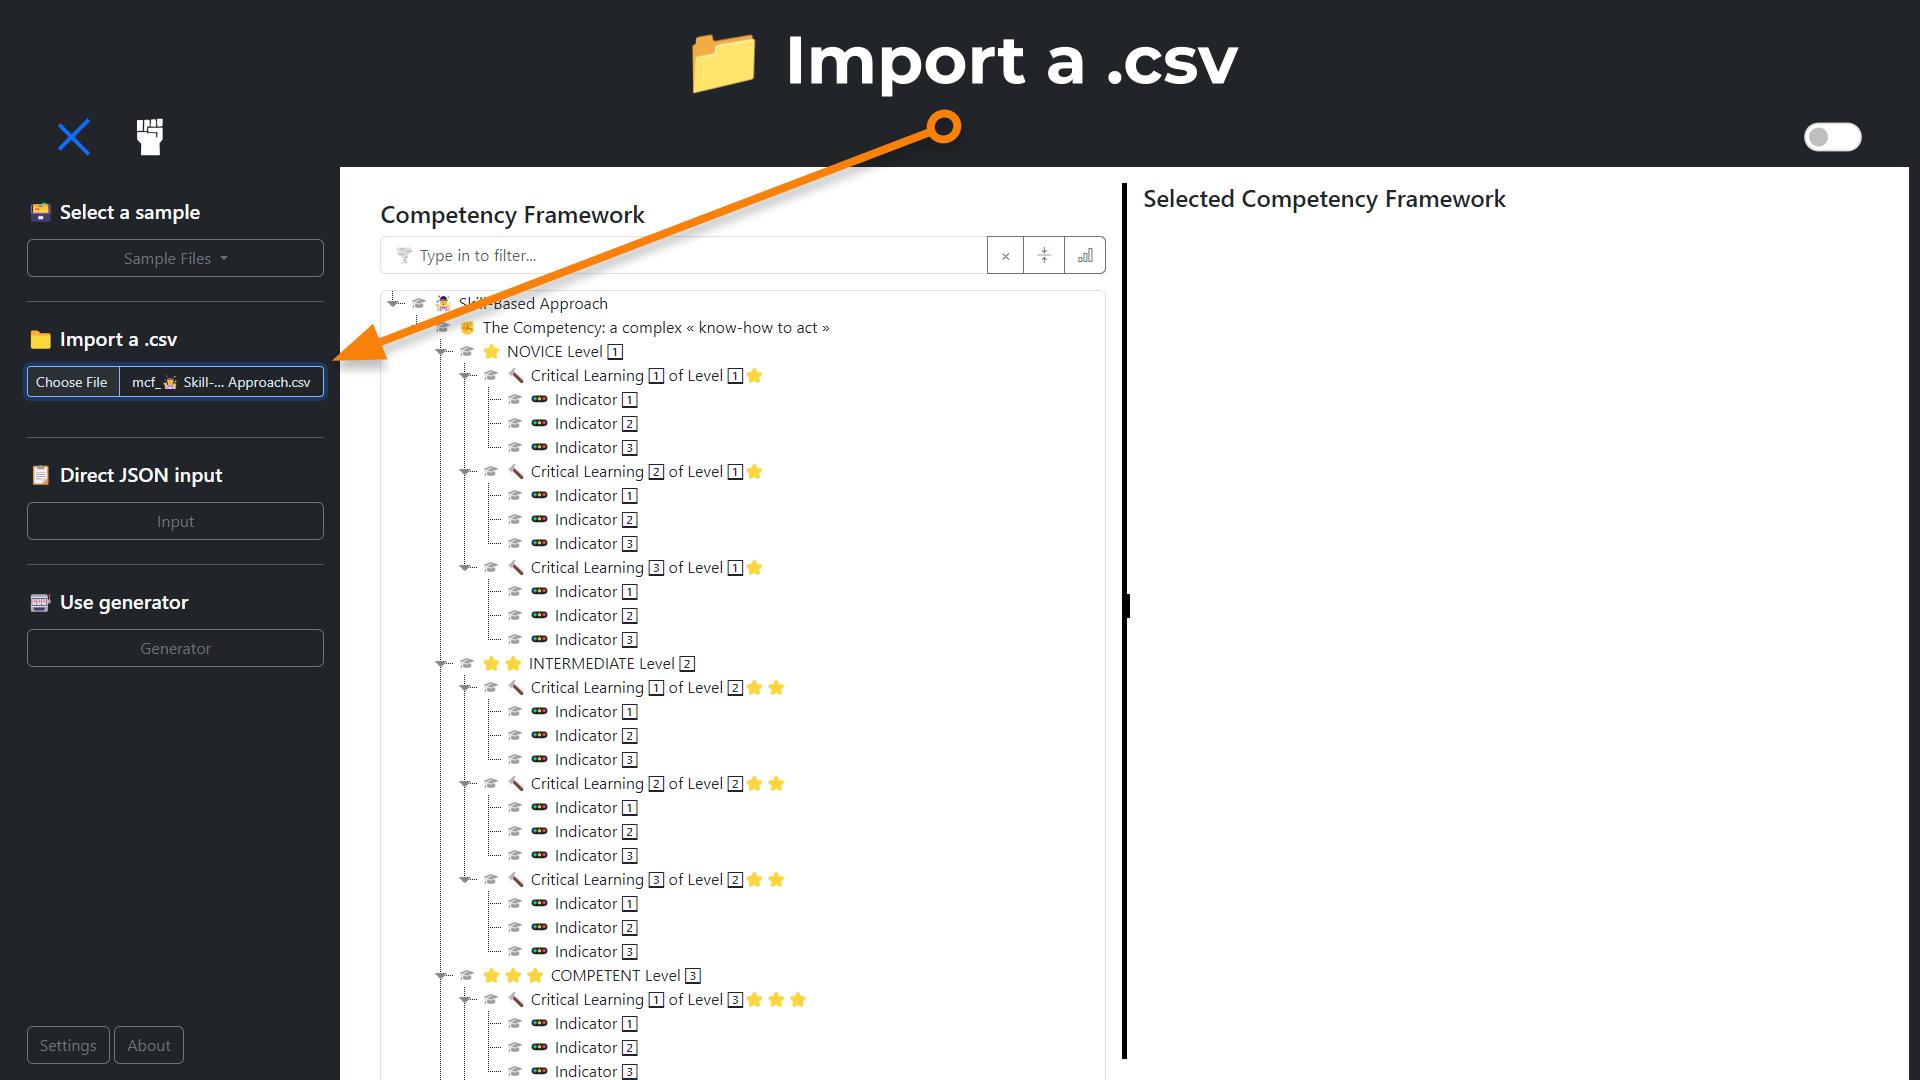 📁 Import a .csv
Select a sample
Sample Files
Import a .csv
Choose File mcf_🤷 Skill-... Approach.csv
Direct JSON input
Input
Use generator
Generator
Settings
About
Competency Framework
Type in to filter...
×
Skill-Based Approach
The Competency: a complex « know-how to act »
⭐ NOVICE Level 1
Critical Learning 1 of Level 1 ⭐
Indicator 1
Indicator 2
Indicator 3
Critical Learning 2 of Level 1 ⭐
Indicator 1
Indicator 2
Indicator 3
Critical Learning 3 of Level 1 ⭐
Indicator 1
Indicator 2
Indicator 3
⭐⭐ INTERMEDIATE Level 2
Critical Learning 1 of Level 2 ⭐⭐
Indicator 1
Indicator 2
Indicator 3
Critical Learning 2 of Level 2 ⭐⭐
Indicator 1
Indicator 2
Indicator 3
Critical Learning 3 of Level 2 ⭐⭐
Indicator 1
Indicator 2
Indicator 3
⭐⭐⭐ COMPETENT Level 3
Critical Learning 1 of Level 3 ⭐⭐⭐
Indicator 1
Indicator 2
Indicator 3
Selected Competency Framework